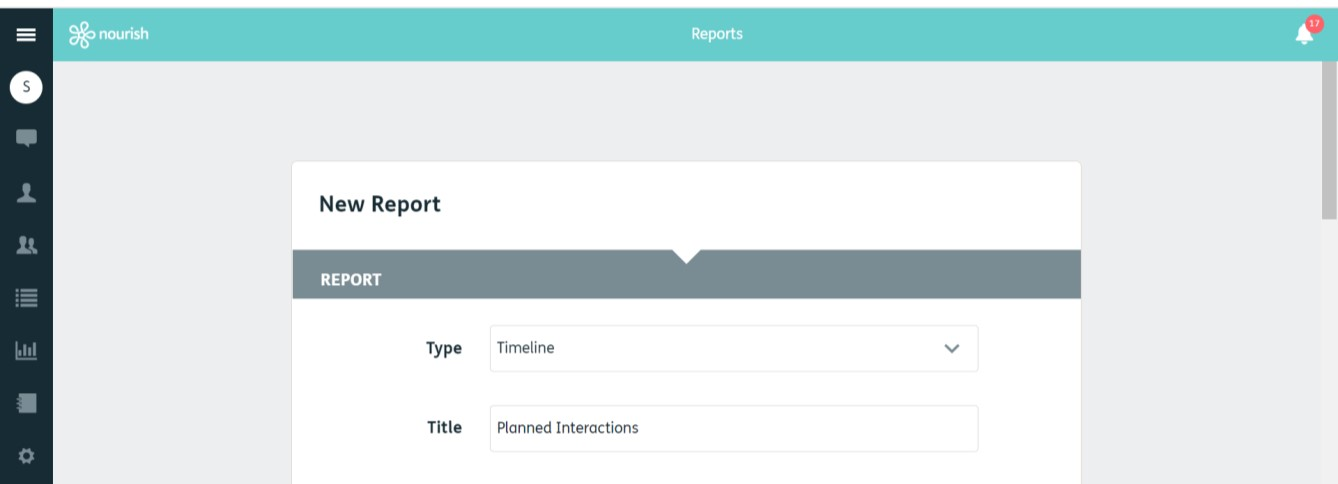 nourish
Reports
17
S
New Report
REPORT
Type
Timeline
Title
Planned Interactions